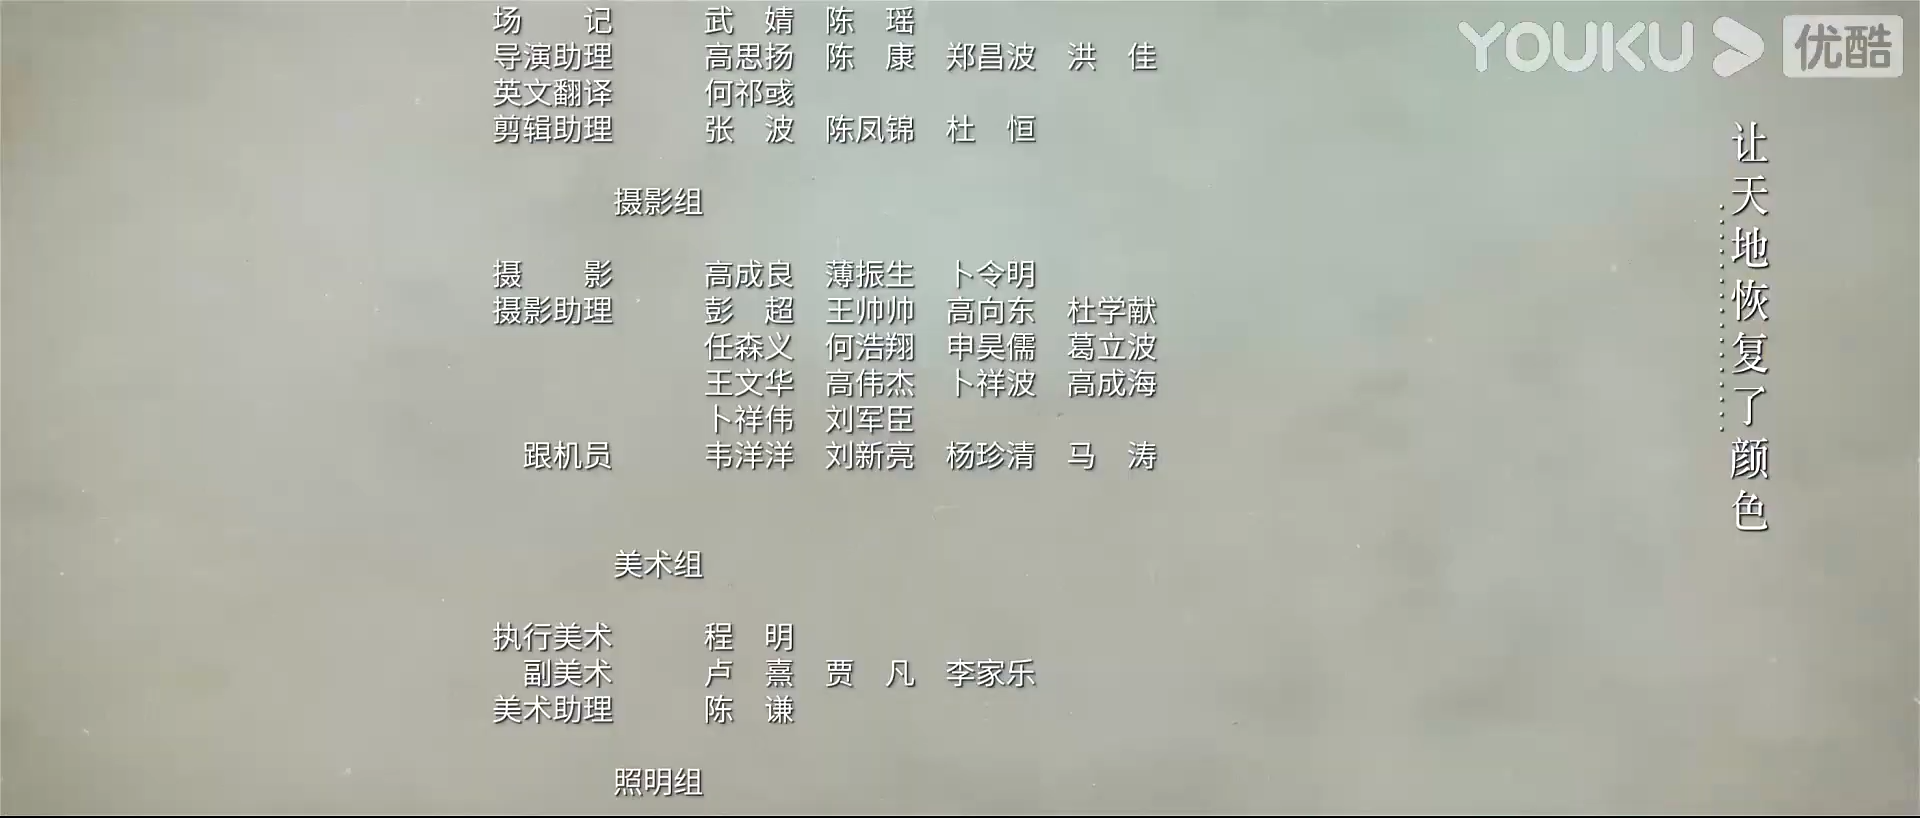 场记 武婧 陈瑶
导演助理 高思扬 陈康 郑昌波 洪佳
英文翻译 何祁彧
剪辑助理 张波 陈凤锦 杜恒
摄影组
摄影 高成良 薄振生 卜令明
摄影助理 彭超 王帅帅 高向东 杜学献
任森义 何浩翔 申昊儒 葛立波
王文华 高伟杰 卜祥波 高成海
卜祥伟 刘军臣
跟机员 韦洋洋 刘新亮 杨珍清 马涛
美术组
执行美术 程明
副美术 卢熹 贾凡 李家乐
美术助理 陈谦
照明组
YOUKU 优酷
让天地恢复了颜色